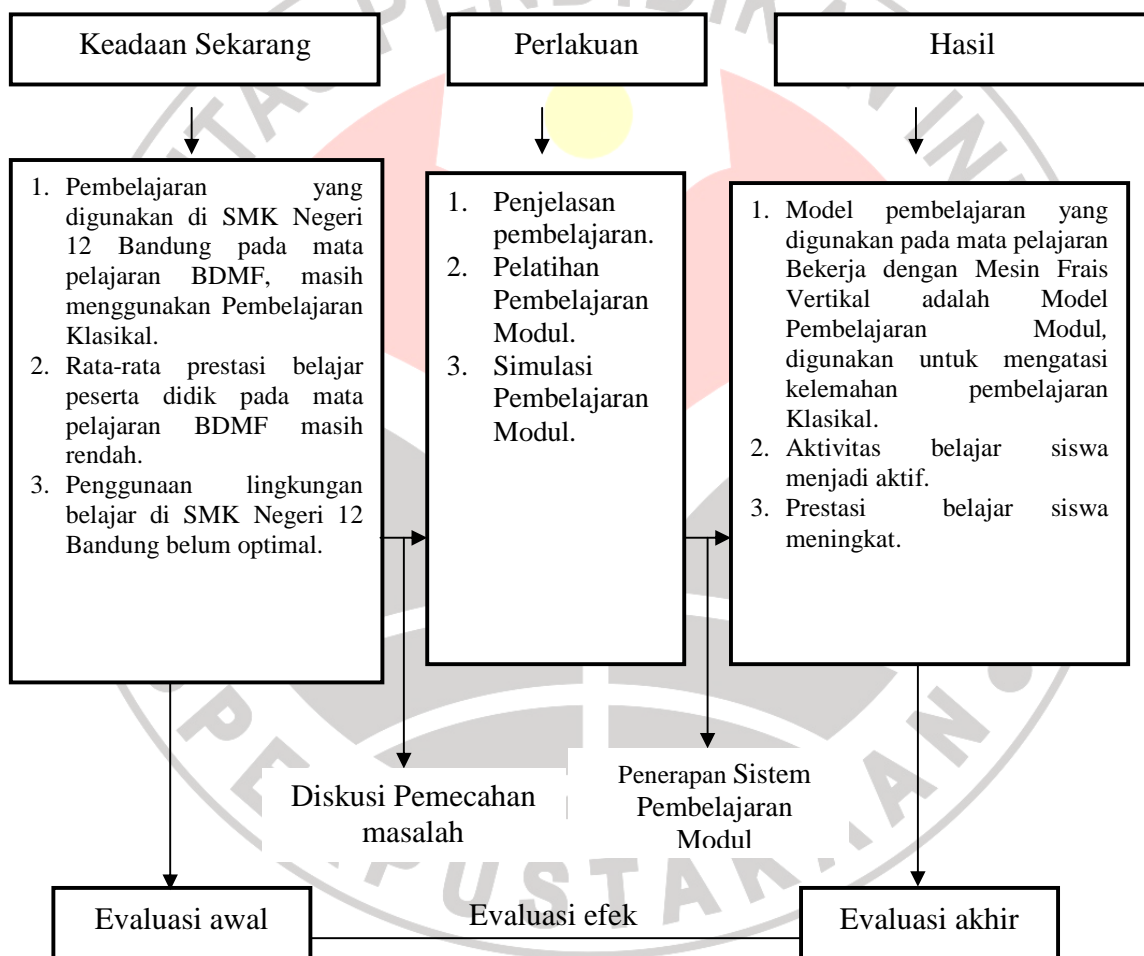 Keadaan Sekarang
Perlakuan
Hasil
1. Pembelajaran yang
digunakan di SMK Negeri
12 Bandung pada mata
pelajaran BDMF, masih
menggunakan Pembelajaran
Klasikal.
2. Rata-rata prestasi belajar
peserta didik pada mata
pelajaran BDMF masih
rendah.
3. Penggunaan lingkungan
belajar di SMK Negeri 12
Bandung belum optimal.
1. Penjelasan
pembelajaran.
2. Pelatihan
Pembelajaran
Modul.
3. Simulasi
Pembelajaran
Modul.
1. Model pembelajaran yang
digunakan pada mata pelajaran
Bekerja dengan Mesin Frais
Vertikal adalah Model
Pembelajaran Modul,
digunakan untuk mengatasi
kelemahan pembelajaran
Klasikal.
2. Aktivitas belajar siswa
menjadi aktif.
3. Prestasi belajar siswa
meningkat.
Diskusi Pemecahan
masalah
Penerapan Sistem
Pembelajaran
Modul
Evaluasi awal
Evaluasi efek
Evaluasi akhir